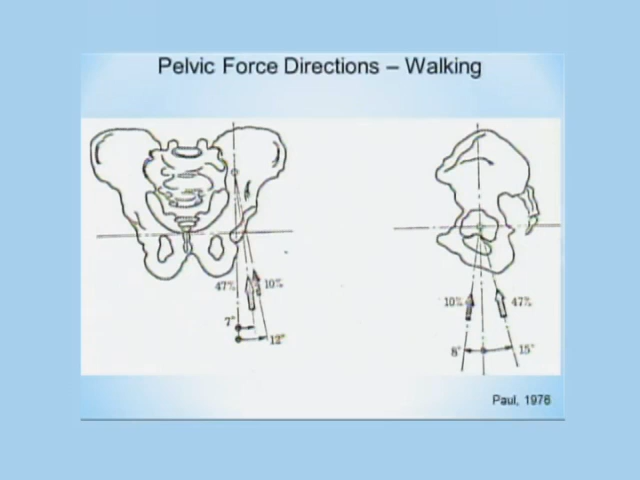 Pelvic Force Directions – Walking
47% 10%
7°
12°
10% 47%
8° 15°
Paul, 1976